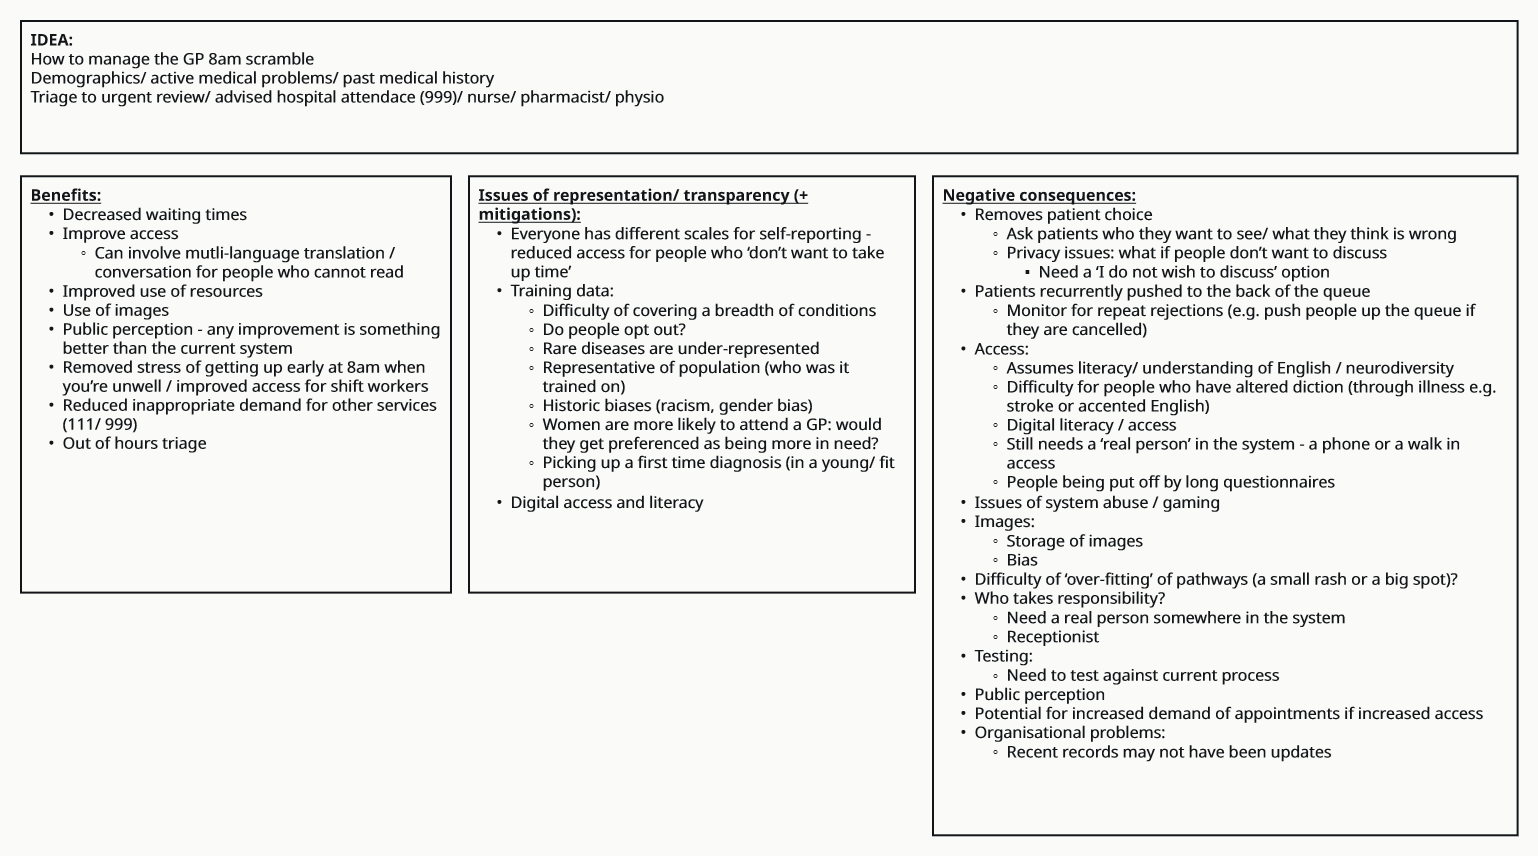 IDEA:
How to manage the GP 8am scramble
Demographics/ active medical problems/ past medical history
Triage to urgent review/ advised hospital attendace (999)/ nurse/ pharmacist/ physio
Benefits:
• Decreased waiting times
• Improve access
◦ Can involve mutli-language translation /
conversation for people who cannot read
• Improved use of resources
• Use of images
• Public perception - any improvement is something
better than the current system
• Removed stress of getting up early at 8am when
you’re unwell / improved access for shift workers
• Reduced inappropriate demand for other services
(111/ 999)
• Out of hours triage
Issues of representation/ transparency (+
mitigations):
• Everyone has different scales for self-reporting -
reduced access for people who ‘don’t want to take
up time’
• Training data:
◦ Difficulty of covering a breadth of conditions
◦ Do people opt out?
◦ Rare diseases are under-represented
◦ Representative of population (who was it
trained on)
◦ Historic biases (racism, gender bias)
◦ Women are more likely to attend a GP: would
they get preferenced as being more in need?
◦ Picking up a first time diagnosis (in a young/ fit
person)
• Digital access and literacy
Negative consequences:
• Removes patient choice
◦ Ask patients who they want to see/ what they think is wrong
◦ Privacy issues: what if people don’t want to discuss
▪ Need a ‘I do not wish to discuss’ option
• Patients recurrently pushed to the back of the queue
◦ Monitor for repeat rejections (e.g. push people up the queue if
they are cancelled)
• Access:
◦ Assumes literacy/ understanding of English / neurodiversity
◦ Difficulty for people who have altered diction (through illness e.g.
stroke or accented English)
◦ Digital literacy / access
◦ Still needs a ‘real person’ in the system - a phone or a walk in
access
◦ People being put off by long questionnaires
• Issues of system abuse / gaming
• Images:
◦ Storage of images
◦ Bias
• Difficulty of ‘over-fitting’ of pathways (a small rash or a big spot)?
• Who takes responsibility?
◦ Need a real person somewhere in the system
◦ Receptionist
• Testing:
◦ Need to test against current process
• Public perception
• Potential for increased demand of appointments if increased access
• Organisational problems:
◦ Recent records may not have been updates